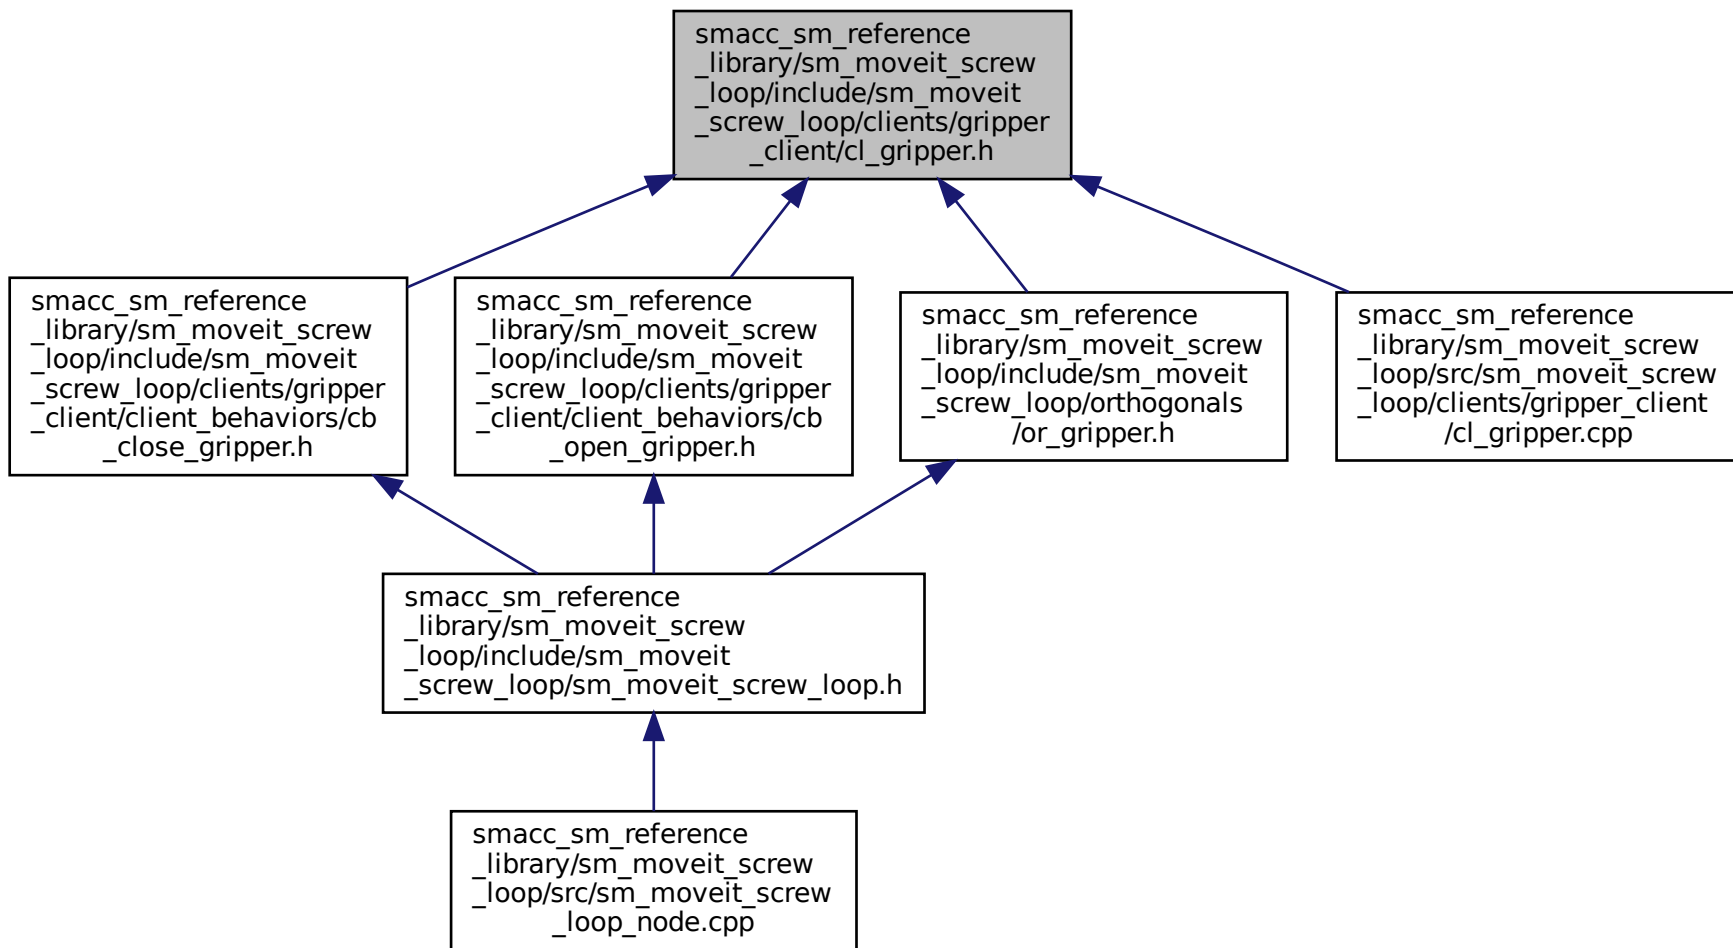 smacc_sm_reference
_library/sm_moveit_screw
_loop/include/sm_moveit
_screw_loop/clients/gripper
_client/cl_gripper.h
smacc_sm_reference
_library/sm_moveit_screw
_loop/include/sm_moveit
_screw_loop/clients/gripper
_client/client_behaviors/cb
_close_gripper.h
smacc_sm_reference
_library/sm_moveit_screw
_loop/include/sm_moveit
_screw_loop/clients/gripper
_client/client_behaviors/cb
_open_gripper.h
smacc_sm_reference
_library/sm_moveit_screw
_loop/include/sm_moveit
_screw_loop/orthogonals
/or_gripper.h
smacc_sm_reference
_library/sm_moveit_screw
_loop/src/sm_moveit_screw
_loop/clients/gripper_client
/cl_gripper.cpp
smacc_sm_reference
_library/sm_moveit_screw
_loop/include/sm_moveit
_screw_loop/sm_moveit_screw_loop.h
smacc_sm_reference
_library/sm_moveit_screw
_loop/src/sm_moveit_screw
_loop_node.cpp